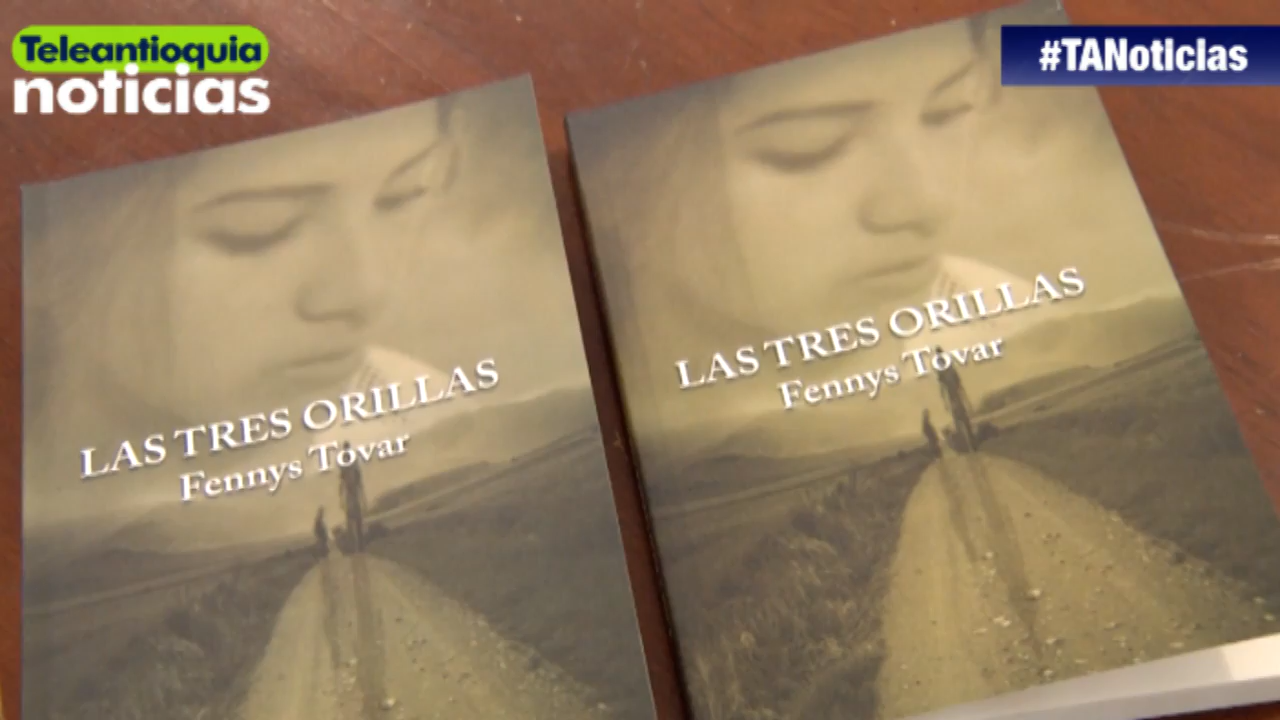 Teleantioquia
noticias
#TANoticias
LAS TRES ORILLAS
Fennys Tovar
LAS TRES ORILLAS
Fennys Tovar